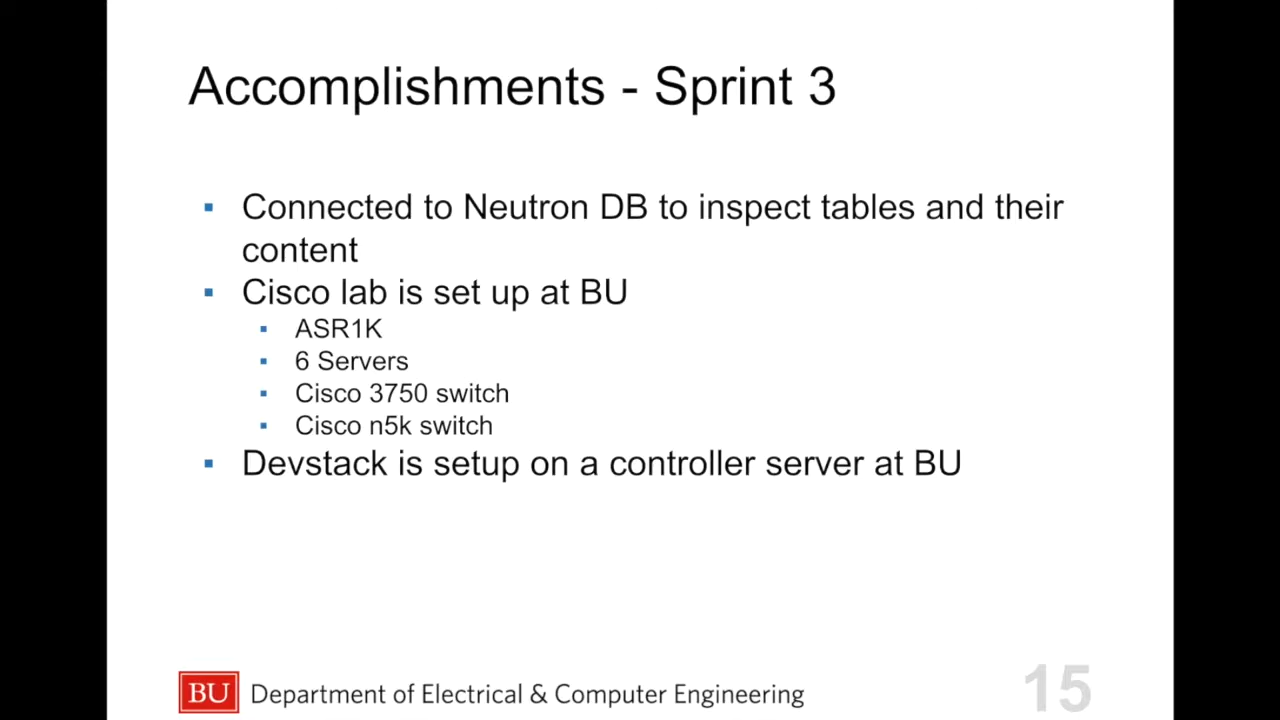 Accomplishments - Sprint 3
Connected to Neutron DB to inspect tables and their
content
Cisco lab is set up at BU
ASR1K
6 Servers
Cisco 3750 switch
Cisco n5k switch
Devstack is setup on a controller server at BU
BU Department of Electrical & Computer Engineering
15